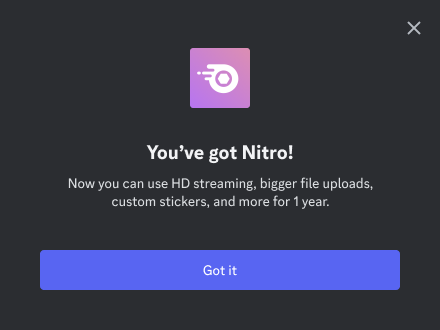 You’ve got Nitro!
Now you can use HD streaming, bigger file uploads,
custom stickers, and more for 1 year.
Got it